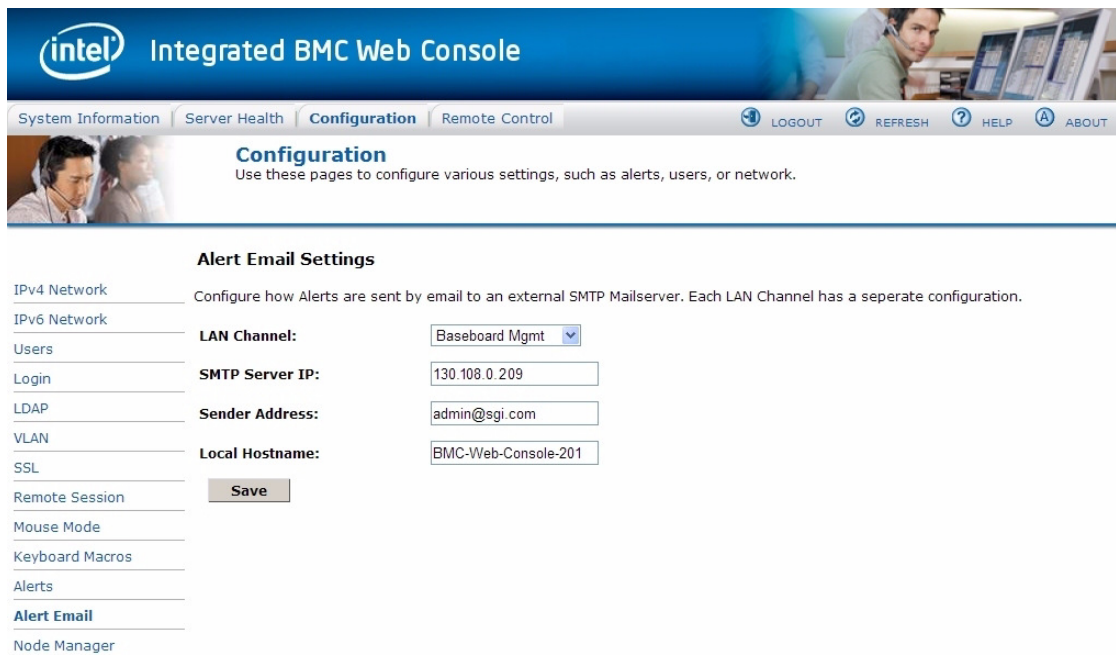 intel Integrated BMC Web Console
System Information Server Health Configuration Remote Control LOGOUT REFRESH ? HELP A ABOUT
Configuration
Use these pages to configure various settings, such as alerts, users, or network.
Alert Email Settings
IPv4 Network
Configure how Alerts are sent by email to an external SMTP Mailserver. Each LAN Channel has a seperate configuration.
IPv6 Network
LAN Channel: Baseboard Mgmt
Users
SMTP Server IP: 130.108.0.209
Login
LDAP
Sender Address: admin@sgi.com
VLAN
Local Hostname: BMC-Web-Console-201
SSL
Save
Remote Session
Mouse Mode
Keyboard Macros
Alerts
Alert Email
Node Manager